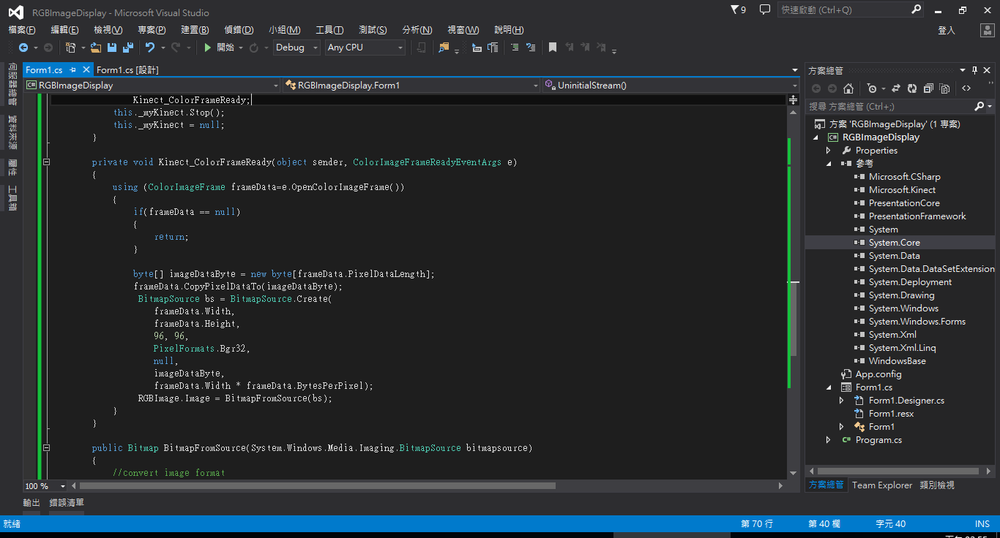 RGBImageDisplay - Microsoft Visual Studio
9
快速啟動 (Ctrl+Q)
檔案(F) 編輯(E) 檢視(V) 專案(P) 建置(B) 偵錯(D) 小組(M) 工具(T) 測試(S) 分析(N) 視窗(W) 說明(H)
登入
開始 Debug Any CPU
伺服器總管
資料來源
屬性
工具箱
Form1.cs
Form1.cs [設計]
RGBImageDisplay
RGBImageDisplay.Form1
UninitialStream()
Kinect_ColorFrameReady;
this._myKinect.Stop();
this._myKinect = null;
}
private void Kinect_ColorFrameReady(object sender, ColorImageFrameReadyEventArgs e)
{
using (ColorImageFrame frameData=e.OpenColorImageFrame())
{
if(frameData == null)
{
return;
}
byte[] imageDataByte = new byte[frameData.PixelDataLength];
frameData.CopyPixelDataTo(imageDataByte);
BitmapSource bs = BitmapSource.Create(
frameData.Width,
frameData.Height,
96, 96,
PixelFormats.Bgr32,
null,
imageDataByte,
frameData.Width * frameData.BytesPerPixel);
RGBImage.Image = BitmapFromSource(bs);
}
}
public Bitmap BitmapFromSource(System.Windows.Media.Imaging.BitmapSource bitmapsource)
{
//convert image format
100 %
輸出 錯誤清單
方案總管
搜尋 方案總管 (Ctrl+;)
方案 'RGBImageDisplay' (1 專案)
C# RGBImageDisplay
Properties
參考
Microsoft.CSharp
Microsoft.Kinect
PresentationCore
PresentationFramework
System
System.Core
System.Data
System.Data.DataSetExtension
System.Deployment
System.Drawing
System.Windows
System.Windows.Forms
System.Xml
System.Xml.Linq
WindowsBase
App.config
Form1.cs
Form1.Designer.cs
Form1.resx
Form1
C# Program.cs
方案總管 Team Explorer 類別檢視
就緒
第 70 行 第 40 欄 字元 40 INS